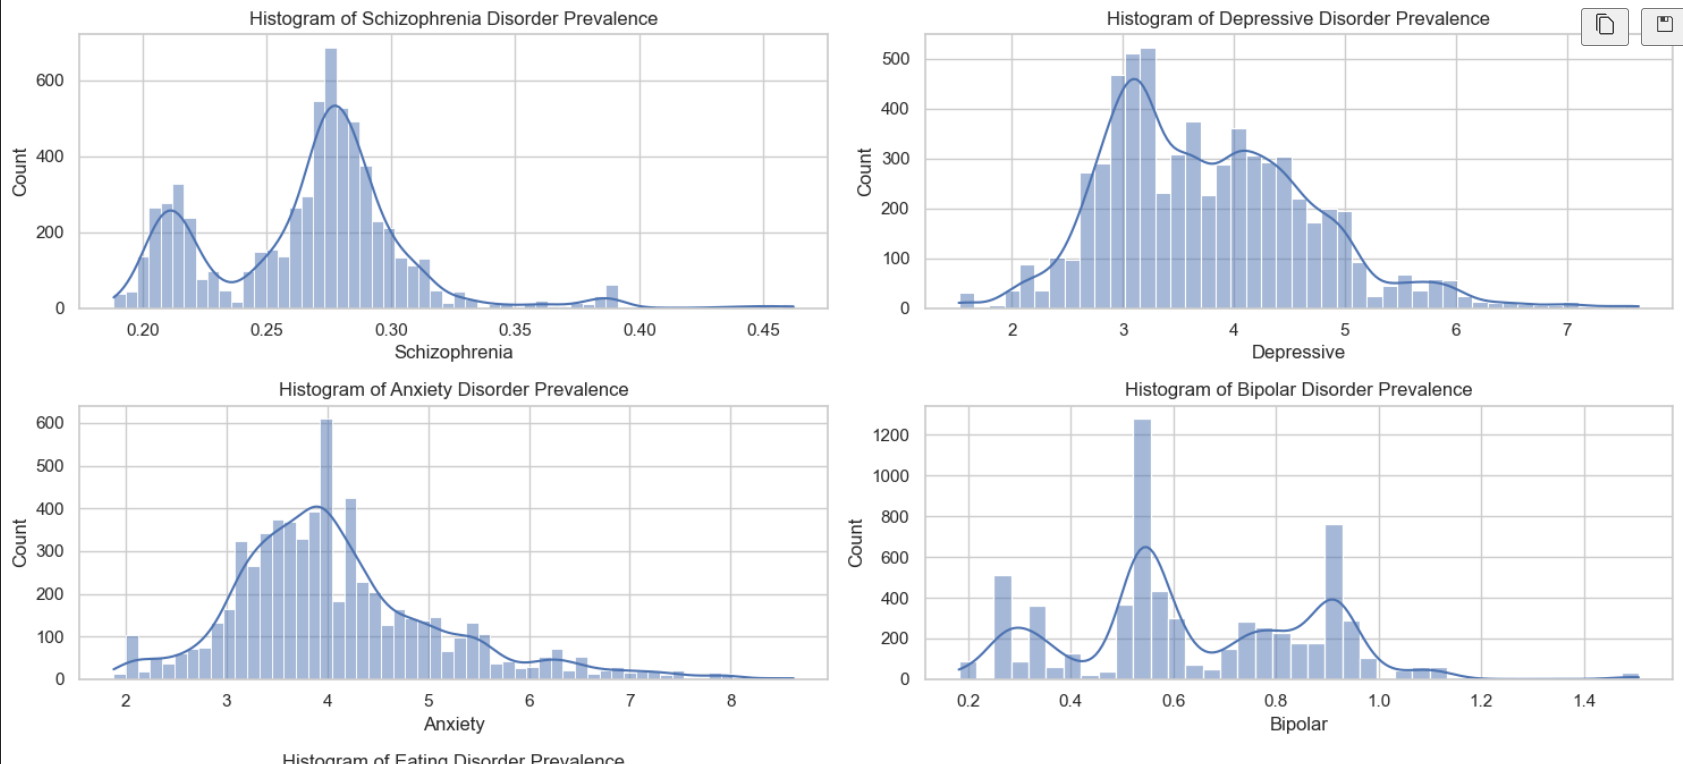 Histogram of Schizophrenia Disorder Prevalence
600
400
200
0
Count
0.20 0.25 0.30 0.35 0.40 0.45
Schizophrenia
Histogram of Depressive Disorder Prevalence
500
400
300
200
100
0
Count
2 3 4 5 6 7
Depressive
Histogram of Anxiety Disorder Prevalence
600
500
400
300
200
100
0
Count
2 3 4 5 6 7 8
Anxiety
Histogram of Bipolar Disorder Prevalence
1200
1000
800
600
400
200
0
Count
0.2 0.4 0.6 0.8 1.0 1.2 1.4
Bipolar
Histogram of Eating Disorder Prevalence